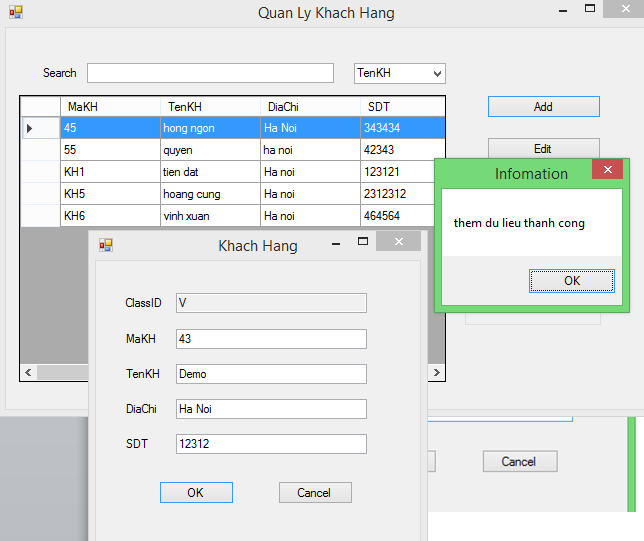 Quan Ly Khach Hang
Search TenKH
MaKH TenKH DiaChi SDT
45 hong ngon Ha Noi 343434
55 quyen ha noi 42343
KH1 tien dat Ha noi 123121
KH5 hoang cung Ha noi 2312312
KH6 vinh xuan Ha noi 464564
Add
Edit
Infomation
them du lieu thanh cong
OK
Khach Hang
ClassID V
MaKH 43
TenKH Demo
DiaChi Ha Noi
SDT 12312
OK Cancel
Cancel